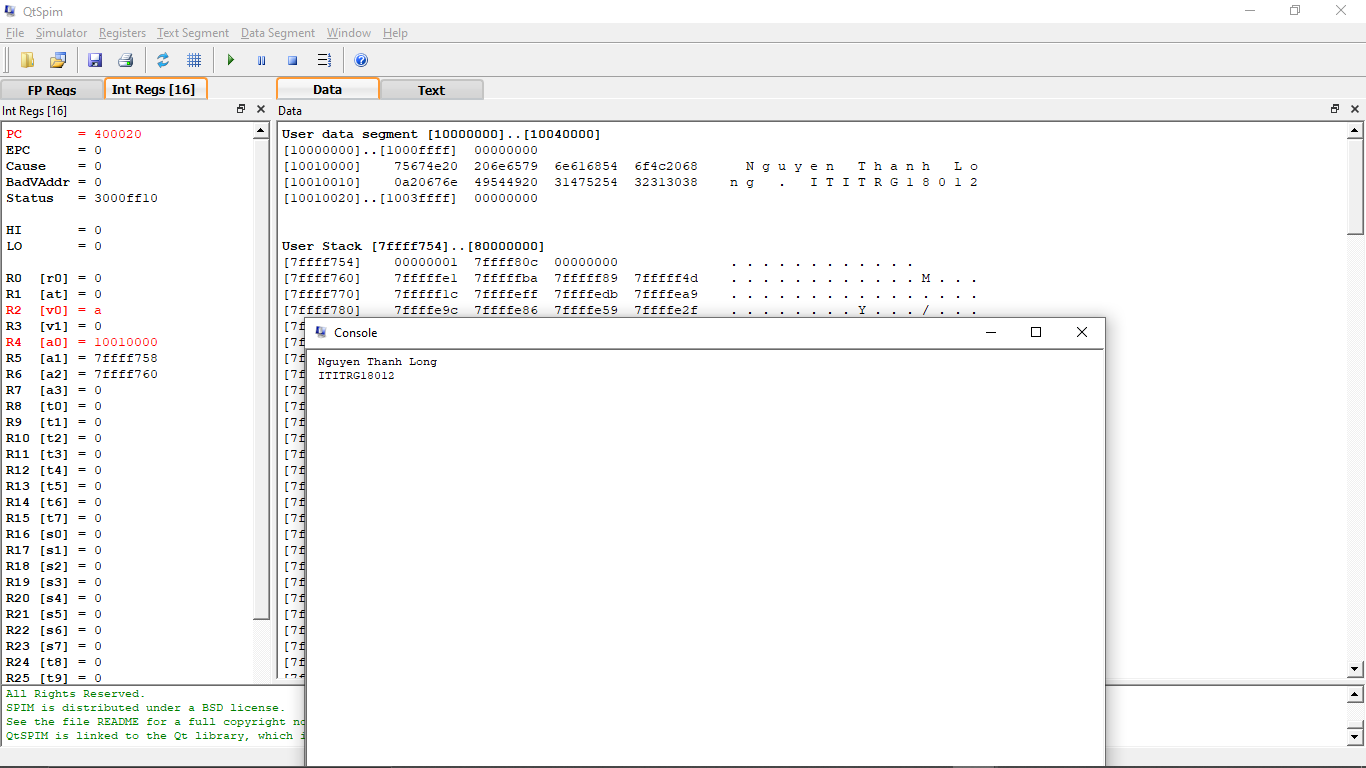 QtSpim
File Simulator Registers Text Segment Data Segment Window Help
FP Regs Int Regs [16] Data Text
Int Regs [16]
PC = 400020
EPC = 0
Cause = 0
BadVAddr = 0
Status = 3000ff10
HI = 0
LO = 0
R0 [r0] = 0
R1 [at] = 0
R2 [v0] = a
R3 [v1] = 0
R4 [a0] = 10010000
R5 [a1] = 7ffff758
R6 [a2] = 7ffff760
R7 [a3] = 0
R8 [t0] = 0
R9 [t1] = 0
R10 [t2] = 0
R11 [t3] = 0
R12 [t4] = 0
R13 [t5] = 0
R14 [t6] = 0
R15 [t7] = 0
R16 [s0] = 0
R17 [s1] = 0
R18 [s2] = 0
R19 [s3] = 0
R20 [s4] = 0
R21 [s5] = 0
R22 [s6] = 0
R23 [s7] = 0
R24 [t8] = 0
R25 [t9] = 0
Data
User data segment [10000000]..[10040000]
[10000000]..[1000ffff] 00000000
[10010000] 75674e20 206e6579 6e616854 6f4c2068 N g u y e n T h a n h L o
[10010010] 0a20676e 49544920 31475254 32313038 n g . I T I T R G 1 8 0 1 2
[10010020]..[1003ffff] 00000000
User Stack [7ffff754]..[80000000]
[7ffff754] 00000001 7ffff80c 00000000 . . . . . . . . . . . .
[7ffff760] 7fffffe1 7fffffba 7fffff89 7fffff4d . . . . . . . . . . . . M . . .
[7ffff770] 7fffff1c 7ffffeff 7ffffedb 7ffffea9 . . . . . . . . . . . . . . . .
[7ffff780] 7ffffe9c 7ffffe86 7ffffe59 7ffffe2f . . . . . . . . Y . . . / . . .
Console
Nguyen Thanh Long
ITITRG18012
All Rights Reserved.
SPIM is distributed under a BSD license.
See the file README for a full copyright no
QtSPIM is linked to the Qt library, which i